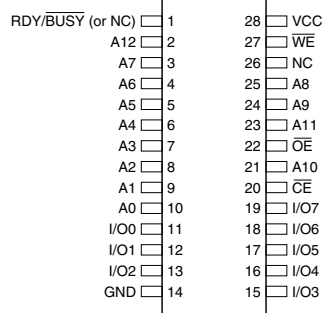 RDY/BUSY (or NC) 1 28 VCC
A12 2 27 WE
A7 3 26 NC
A6 4 25 A8
A5 5 24 A9
A4 6 23 A11
A3 7 22 OE
A2 8 21 A10
A1 9 20 CE
A0 10 19 I/O7
I/O0 11 18 I/O6
I/O1 12 17 I/O5
I/O2 13 16 I/O4
GND 14 15 I/O3